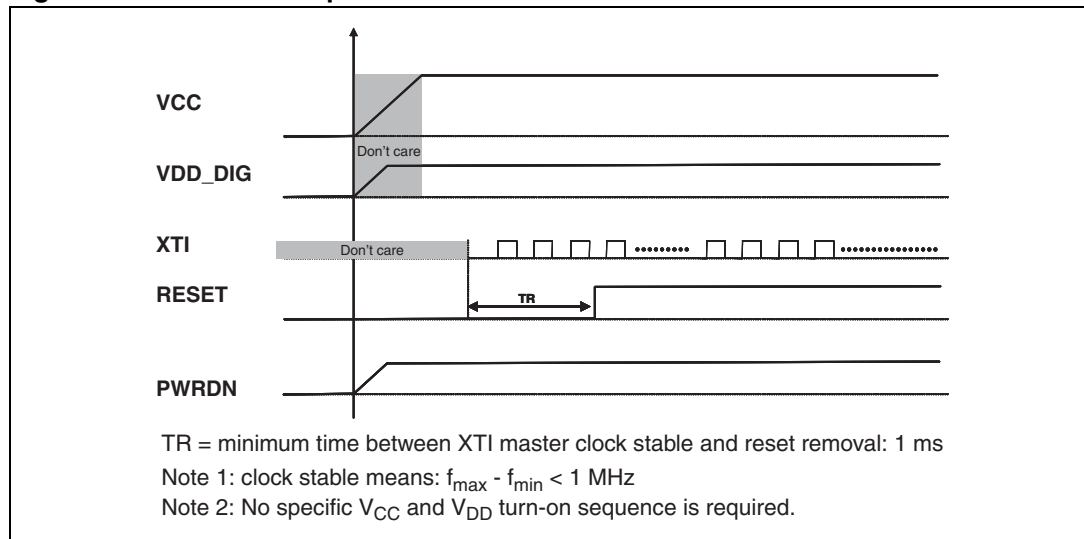 VCC
Don't care
VDD_DIG
XTI
Don't care
RESET
TR
PWRDN
TR = minimum time between XTI master clock stable and reset removal: 1 ms
Note 1: clock stable means: fmax - fmin < 1 MHz
Note 2: No specific VCC and VDD turn-on sequence is required.